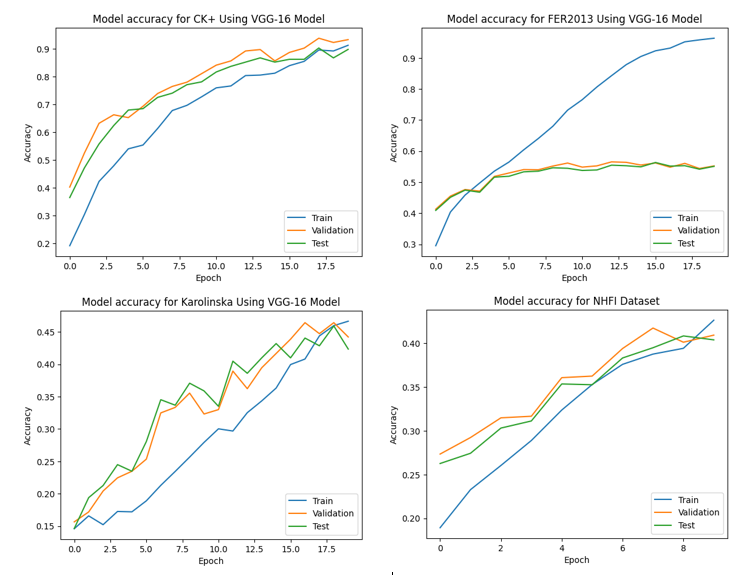 Model accuracy for CK+ Using VGG-16 Model
0.9
0.8
0.7
0.6
0.5
0.4
0.3
0.2
Accuracy
0.0 2.5 5.0 7.5 10.0 12.5 15.0 17.5
Epoch
Train
Validation
Test
Model accuracy for FER2013 Using VGG-16 Model
0.9
0.8
0.7
0.6
0.5
0.4
0.3
Accuracy
0.0 2.5 5.0 7.5 10.0 12.5 15.0 17.5
Epoch
Train
Validation
Test
Model accuracy for Karolinska Using VGG-16 Model
0.45
0.40
0.35
0.30
0.25
0.20
0.15
Accuracy
0.0 2.5 5.0 7.5 10.0 12.5 15.0 17.5
Epoch
Train
Validation
Test
Model accuracy for NHFI Dataset
0.40
0.35
0.30
0.25
0.20
Accuracy
0 2 4 6 8
Epoch
Train
Validation
Test